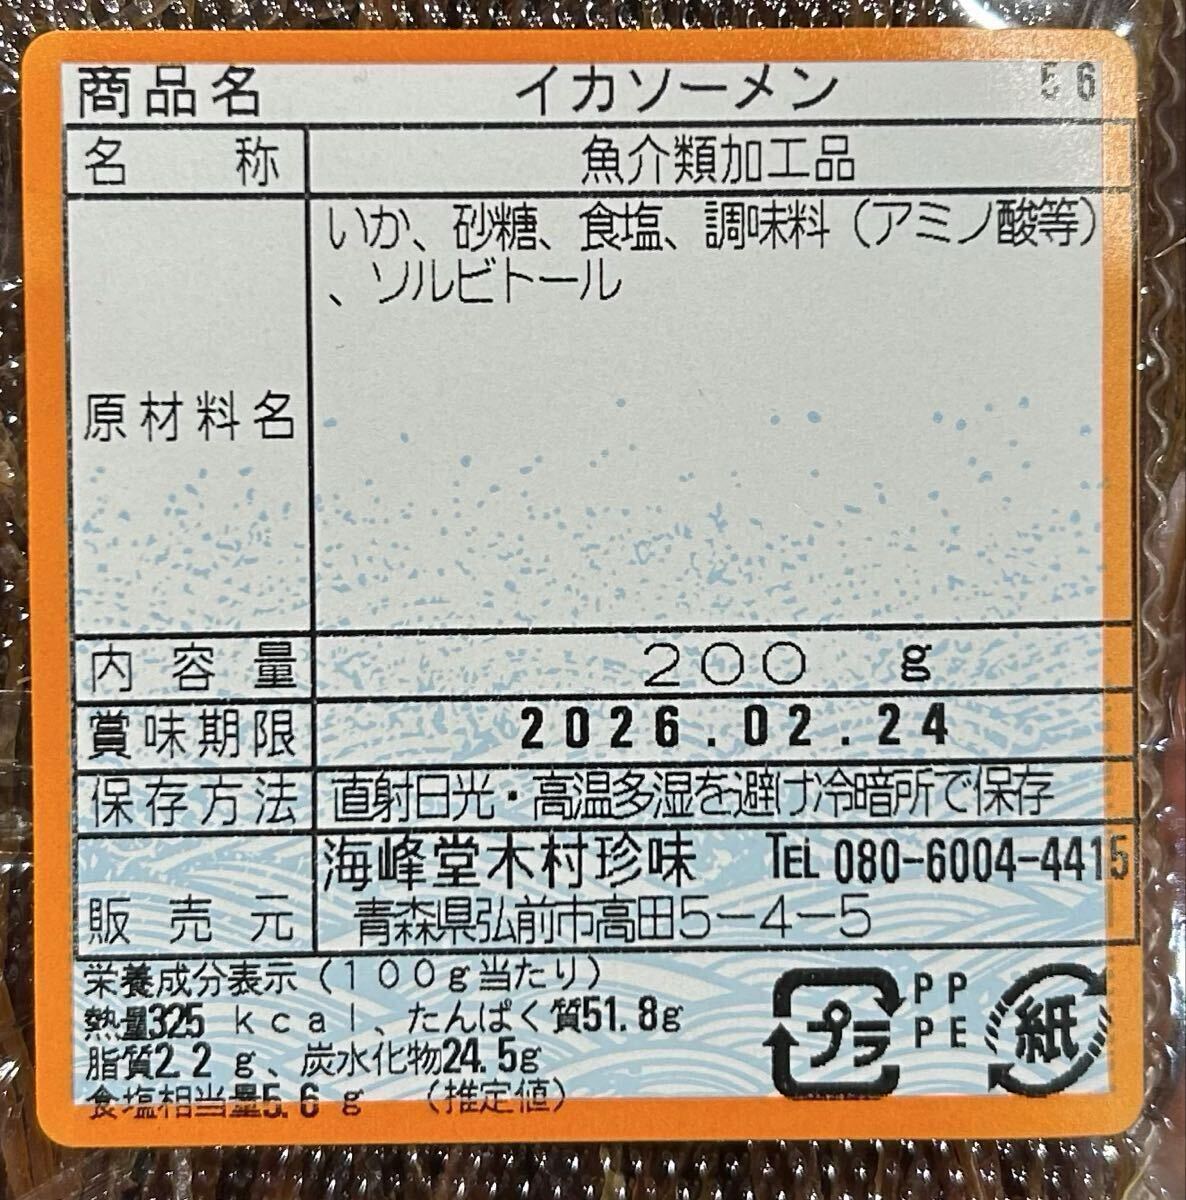 商品名 イカソーメン 56
名称 魚介類加工品
原材料名 いか、砂糖、食塩、調味料（アミノ酸等）
、ソルビトール
内容量 200 g
賞味期限 2026.02.24
保存方法 直射日光・高温多湿を避け冷暗所で保存
販売元 海峰堂木村珍味 TEL 080-6004-4415
青森県弘前市高田5-4-5
栄養成分表示（100g当たり）
熱量325 kcal、たんぱく質51.8g
脂質2.2g、炭水化物24.5g
食塩相当量5.6g （推定値）
プラ
PP
PE
紙